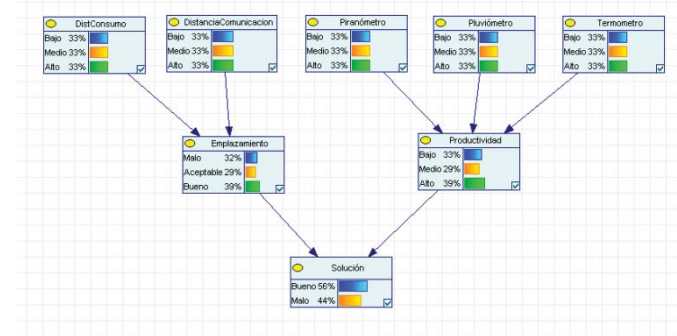 DistConsumo
Bajo 33%
Medio 33%
Alto 33%
DistanciaComunicacion
Bajo 33%
Medio 33%
Alto 33%
Piranómetro
Bajo 33%
Medio 33%
Alto 33%
Pluviómetro
Bajo 33%
Medio 33%
Alto 33%
Termometro
Bajo 33%
Medio 33%
Alto 33%
Emplazamiento
Malo 32%
Aceptable 29%
Bueno 39%
Productividad
Bajo 33%
Medio 29%
Alto 39%
Solución
Bueno 56%
Malo 44%